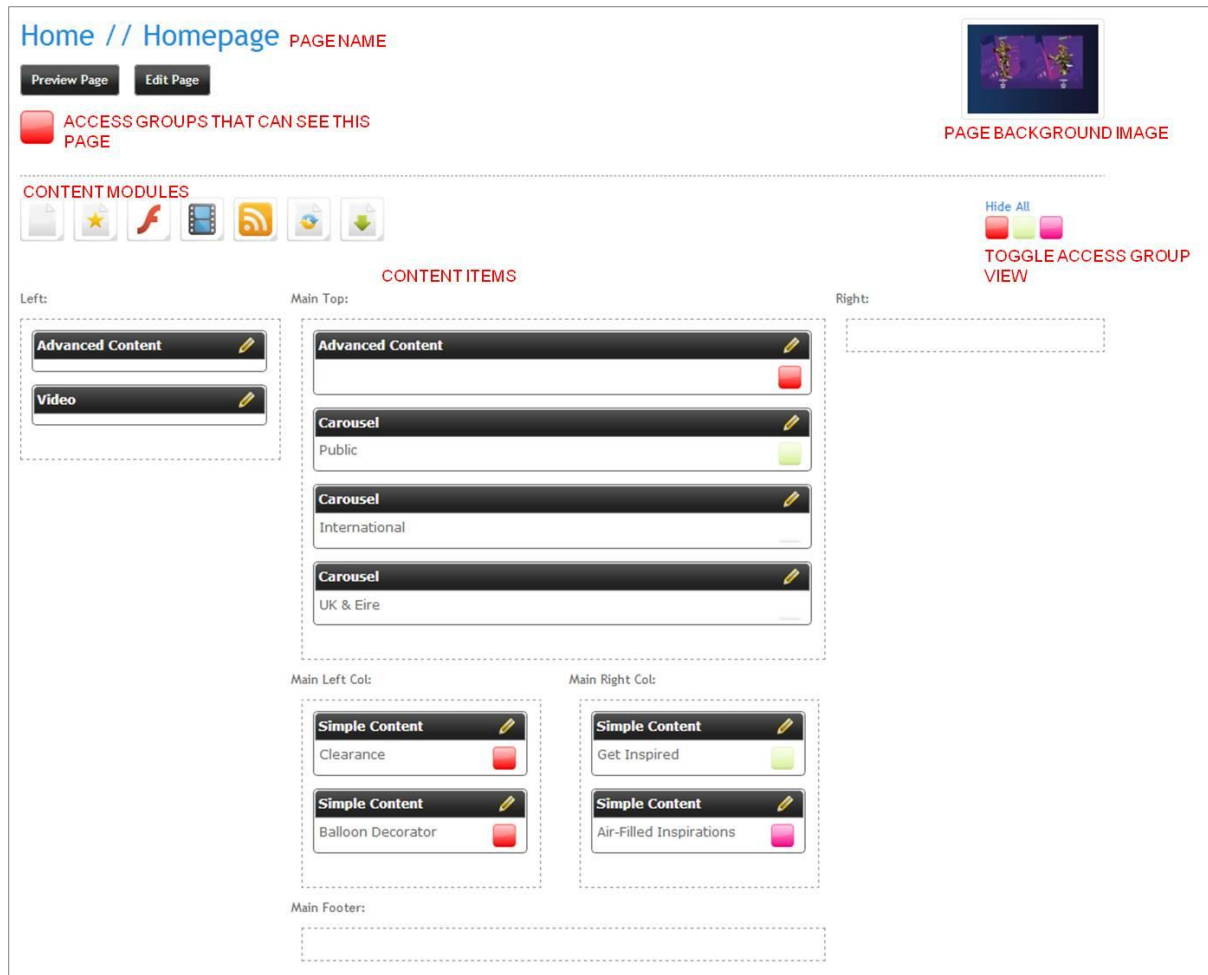 Home // Homepage PAGE NAME
Preview Page Edit Page
ACCESS GROUPS THAT CAN SEE THIS
PAGE
PAGE BACKGROUND IMAGE
CONTENT MODULES
Hide All
TOGGLE ACCESS GROUP
VIEW
CONTENT ITEMS
Left:
Main Top:
Right:
Advanced Content
Video
Advanced Content
Carousel
Public
Carousel
International
Carousel
UK & Eire
Main Left Col:
Main Right Col:
Simple Content
Clearance
Simple Content
Balloon Decorator
Simple Content
Get Inspired
Simple Content
Air-Filled Inspirations
Main Footer: